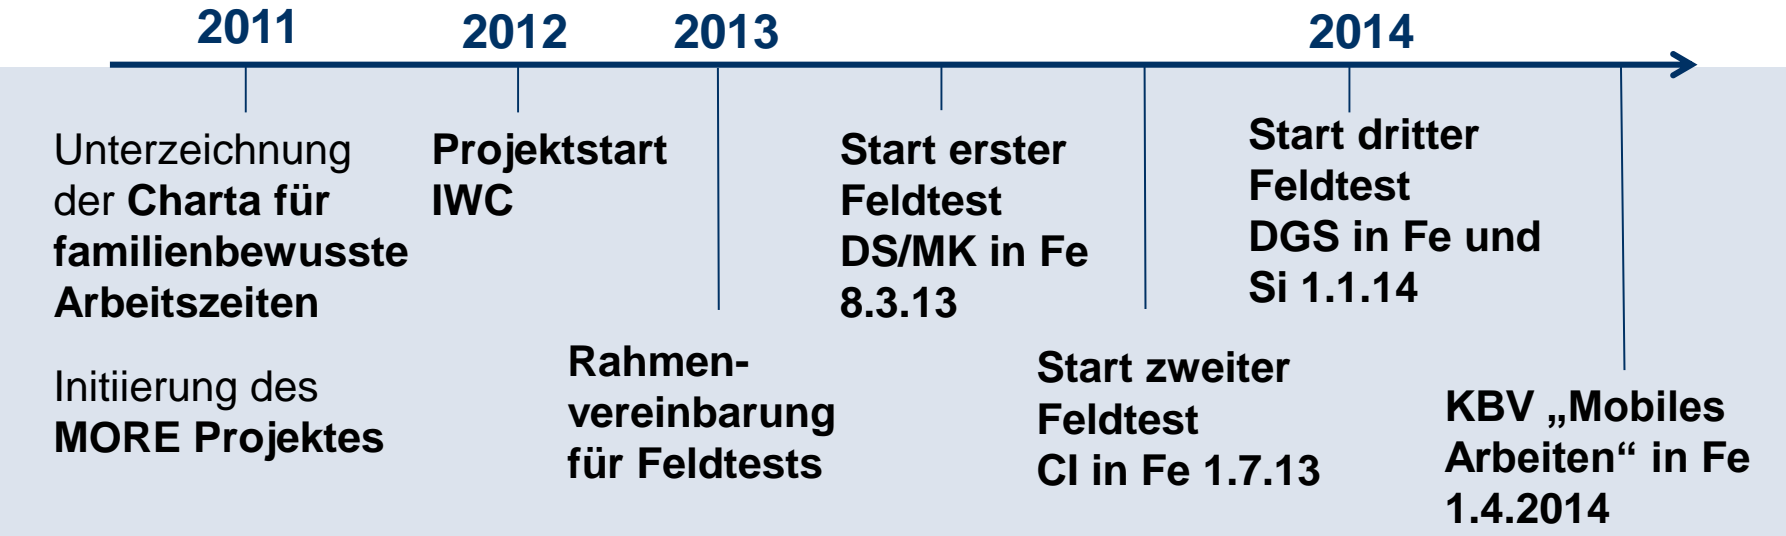 2011
2012
2013
2014
Unterzeichnung
der Charta für
familienbewusste
Arbeitszeiten
Initiierung des
MORE Projektes
Projektstart
IWC
Rahmen-
vereinbarung
für Feldtests
Start erster
Feldtest
DS/MK in Fe
8.3.13
Start zweiter
Feldtest
CI in Fe 1.7.13
Start dritter
Feldtest
DGS in Fe und
Si 1.1.14
KBV „Mobiles
Arbeiten“ in Fe
1.4.2014